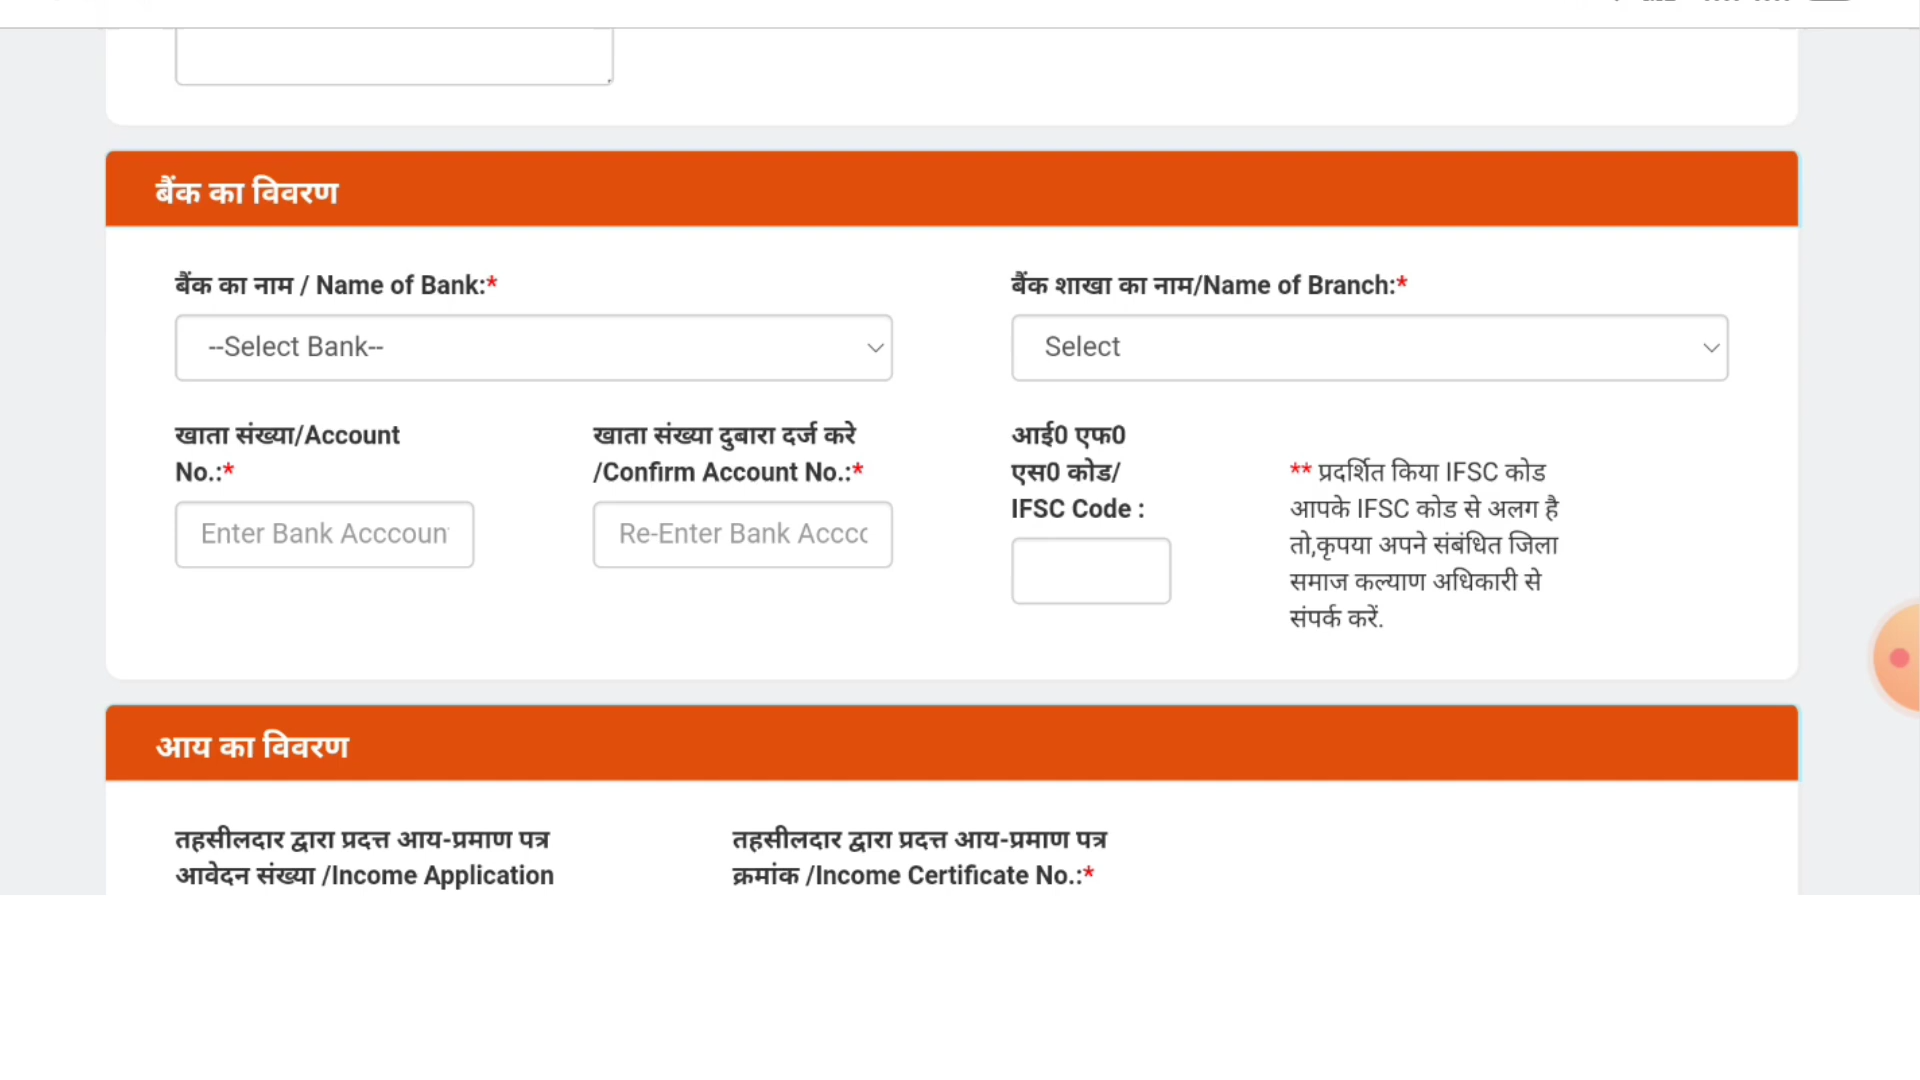 बैंक का विवरण
बैंक का नाम / Name of Bank:*
बैंक शाखा का नाम/Name of Branch:*
--Select Bank--
Select
खाता संख्या/Account
No.:*
खाता संख्या दुबारा दर्ज करे
/Confirm Account No.:*
आई0 एफ0
एस0 कोड/
IFSC Code :
** प्रदर्शित किया IFSC कोड
आपके IFSC कोड से अलग है
तो,कृपया अपने संबंधित जिला
समाज कल्याण अधिकारी से
संपर्क करें.
Enter Bank Acccoun
Re-Enter Bank Accc
आय का विवरण
तहसीलदार द्वारा प्रदत्त आय-प्रमाण पत्र
आवेदन संख्या /Income Application
तहसीलदार द्वारा प्रदत्त आय-प्रमाण पत्र
क्रमांक /Income Certificate No.:*